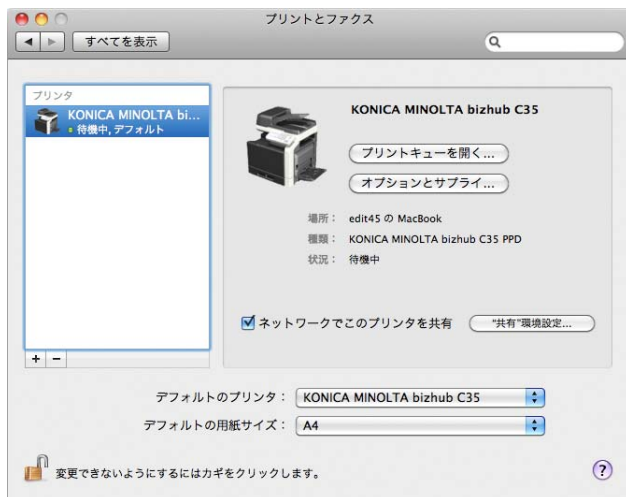 プリントとファクス
すべてを表示
プリンタ
KONICA MINOLTA bi...
待機中, デフォルト
KONICA MINOLTA bizhub C35
プリントキューを開く...
オプションとサプライ...
場所： edit45 の MacBook
種類： KONICA MINOLTA bizhub C35 PPD
状況： 待機中
ネットワークでこのプリンタを共有
"共有"環境設定...
+ −
デフォルトのプリンタ： KONICA MINOLTA bizhub C35
デフォルトの用紙サイズ： A4
変更できないようにするにはカギをクリックします。
?